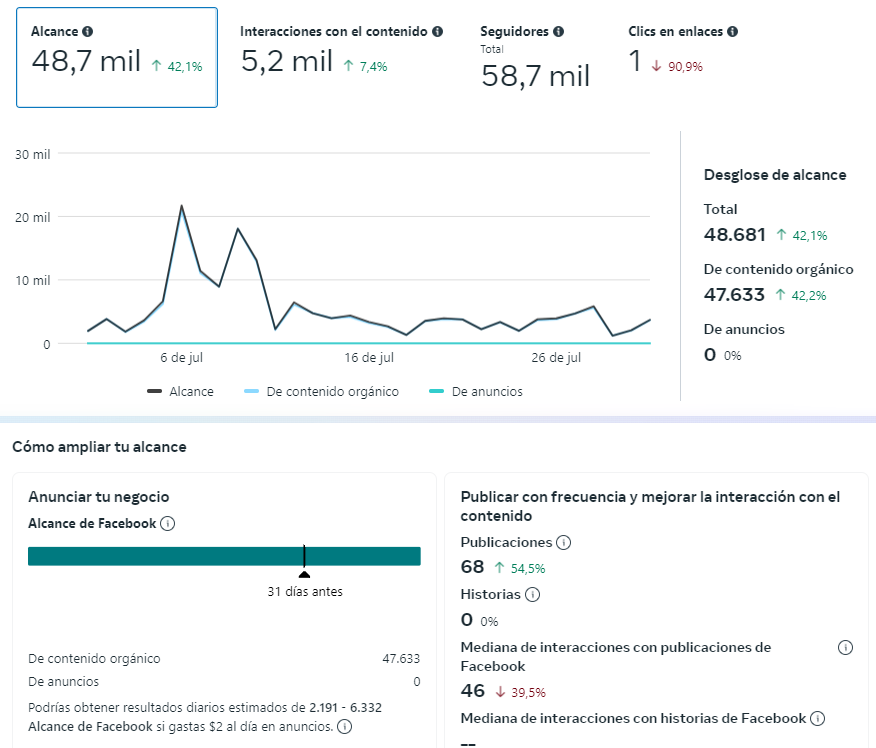 Alcance
48,7 mil ↑ 42,1%
Interacciones con el contenido
5,2 mil ↑ 7,4%
Seguidores
Total
58,7 mil
Clics en enlaces
1 ↓ 90,9%
30 mil
20 mil
10 mil
0
6 de jul
16 de jul
26 de jul
Alcance
De contenido orgánico
De anuncios
Desglose de alcance
Total
48.681 ↑ 42,1%
De contenido orgánico
47.633 ↑ 42,2%
De anuncios
0 0%
Cómo ampliar tu alcance
Anunciar tu negocio
Alcance de Facebook
31 días antes
De contenido orgánico 47.633
De anuncios 0
Podrías obtener resultados diarios estimados de 2.191 - 6.332
Alcance de Facebook si gastas $2 al día en anuncios.
Publicar con frecuencia y mejorar la interacción con el
contenido
Publicaciones
68 ↑ 54,5%
Historias
0 0%
Mediana de interacciones con publicaciones de
Facebook
46 ↓ 39,5%
Mediana de interacciones con historias de Facebook
--